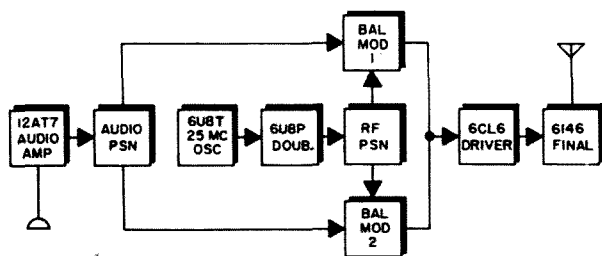 BAL
MOD
1
12AT7
AUDIO
AMP
AUDIO
PSN
6U8T
25 MC
OSC
6U8P
DOUB.
RF
PSN
6CL6
DRIVER
6146
FINAL
BAL
MOD
2